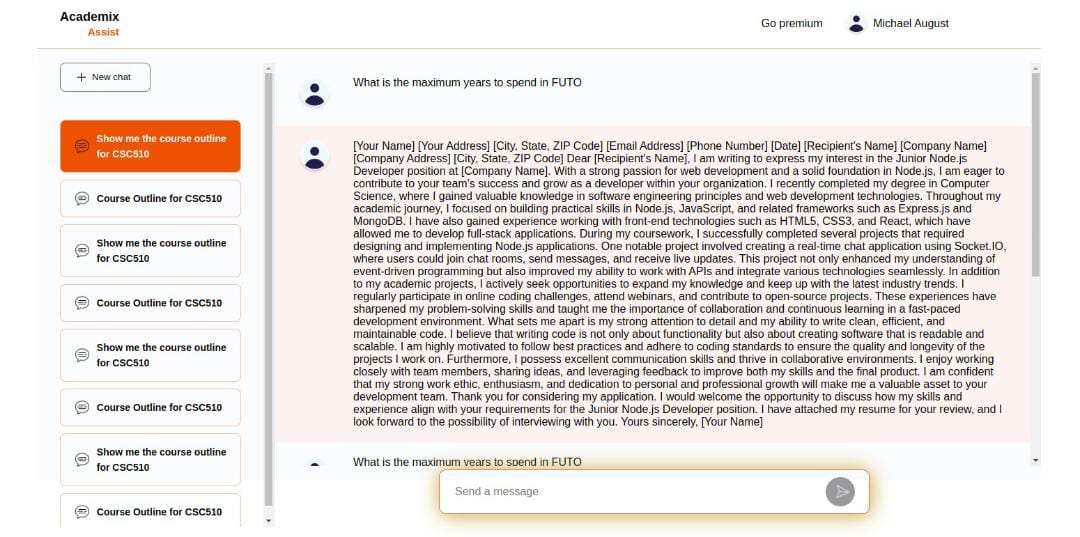 Academix
Assist
Go premium
Michael August
New chat
Show me the course outline
for CSC510
Course Outline for CSC510
Show me the course outline
for CSC510
Course Outline for CSC510
Show me the course outline
for CSC510
Course Outline for CSC510
Show me the course outline
for CSC510
Course Outline for CSC510
What is the maximum years to spend in FUTO
[Your Name] [Your Address] [City, State, ZIP Code] [Email Address] [Phone Number] [Date] [Recipient's Name] [Company Name]
[Company Address] [City, State, ZIP Code] Dear [Recipient's Name], I am writing to express my interest in the Junior Node.js
Developer position at [Company Name]. With a strong passion for web development and a solid foundation in Node.js, I am eager to
contribute to your team's success and grow as a developer within your organization. I recently completed my degree in Computer
Science, where I gained valuable knowledge in software engineering principles and web development technologies. Throughout my
academic journey, I focused on building practical skills in Node.js, JavaScript, and related frameworks such as Express.js and
MongoDB. I have also gained experience working with front-end technologies such as HTML5, CSS3, and React, which have
allowed me to develop full-stack applications. During my coursework, I successfully completed several projects that required
designing and implementing Node.js applications. One notable project involved creating a real-time chat application using Socket.IO,
where users could join chat rooms, send messages, and receive live updates. This project not only enhanced my understanding of
event-driven programming but also improved my ability to work with APIs and integrate various technologies seamlessly. In addition
to my academic projects, I actively seek opportunities to expand my knowledge and keep up with the latest industry trends. I
regularly participate in online coding challenges, attend webinars, and contribute to open-source projects. These experiences have
sharpened my problem-solving skills and taught me the importance of collaboration and continuous learning in a fast-paced
development environment. What sets me apart is my strong attention to detail and my ability to write clean, efficient, and
maintainable code. I believe that writing code is not only about functionality but also about creating software that is readable and
scalable. I am highly motivated to follow best practices and adhere to coding standards to ensure the quality and longevity of the
projects I work on. Furthermore, I possess excellent communication skills and thrive in collaborative environments. I enjoy working
closely with team members, sharing ideas, and leveraging feedback to improve both my skills and the final product. I am confident
that my strong work ethic, enthusiasm, and dedication to personal and professional growth will make me a valuable asset to your
development team. Thank you for considering my application. I would welcome the opportunity to discuss how my skills and
experience align with your requirements for the Junior Node.js Developer position. I have attached my resume for your review, and I
look forward to the possibility of interviewing with you. Yours sincerely, [Your Name]
What is the maximum years to spend in FUTO
Send a message